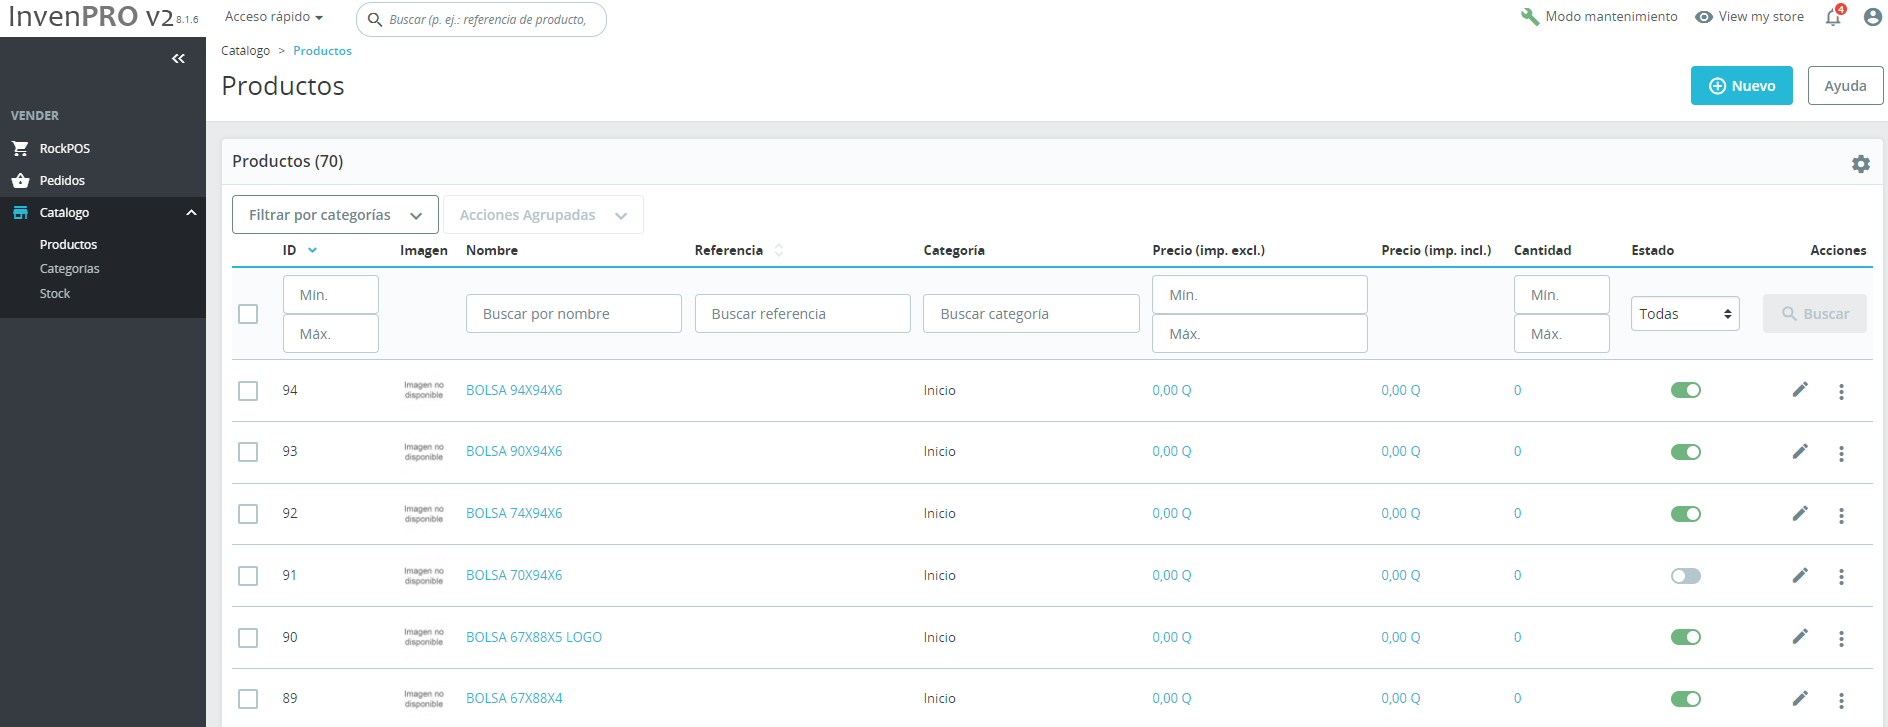 InvenPRO v2 8.1.6
Acceso rápido
Buscar (p. ej.: referencia de producto,
Modo mantenimiento
View my store
4
VENDER
RockPOS
Pedidos
Catálogo
Productos
Categorías
Stock
Catálogo > Productos
Productos
Nuevo
Ayuda
Productos (70)
Filtrar por categorías
Acciones Agrupadas
ID Imagen Nombre Referencia Categoría Precio (imp. excl.) Precio (imp. incl.) Cantidad Estado Acciones
Mín. Mín. Mín.
Buscar por nombre Buscar referencia Buscar categoría Todas Buscar
Máx. Máx. Máx.
94 Imagen no disponible BOLSA 94X94X6 Inicio 0,00 Q 0,00 Q 0
93 Imagen no disponible BOLSA 90X94X6 Inicio 0,00 Q 0,00 Q 0
92 Imagen no disponible BOLSA 74X94X6 Inicio 0,00 Q 0,00 Q 0
91 Imagen no disponible BOLSA 70X94X6 Inicio 0,00 Q 0,00 Q 0
90 Imagen no disponible BOLSA 67X88X5 LOGO Inicio 0,00 Q 0,00 Q 0
89 Imagen no disponible BOLSA 67X88X4 Inicio 0,00 Q 0,00 Q 0